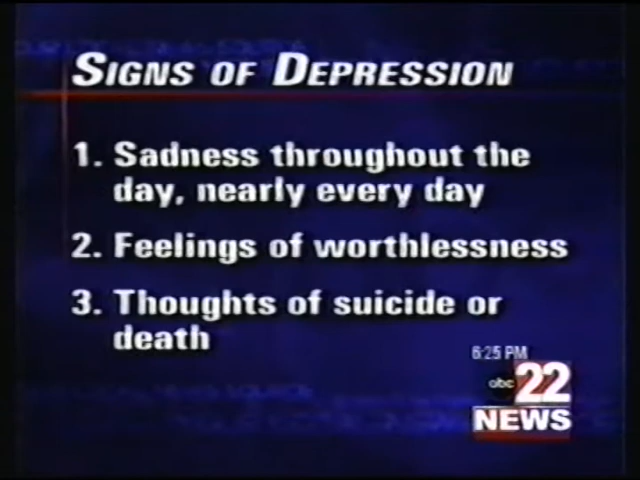 SIGNS OF DEPRESSION
1. Sadness throughout the
day, nearly every day
2. Feelings of worthlessness
3. Thoughts of suicide or
death
6:25 PM
abc 22
NEWS